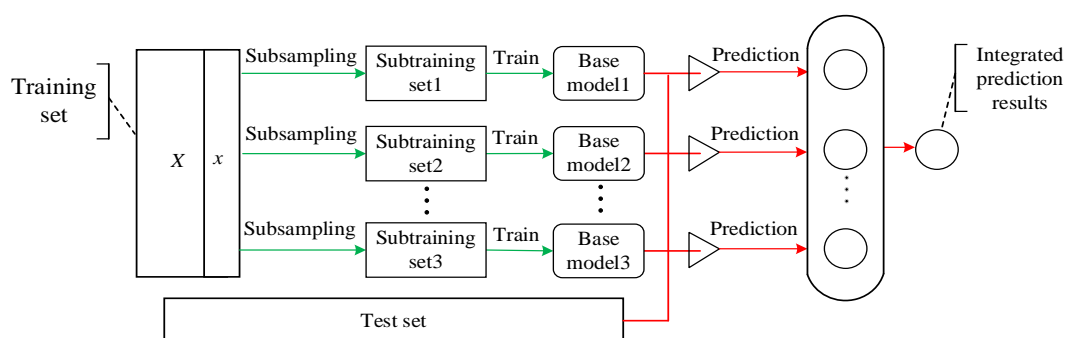 Training
set
X
x
Subsampling
Subtraining
set1
Train
Base
model1
Prediction
Integrated
prediction
results
Subsampling
Subtraining
set2
Train
Base
model2
Prediction
Subsampling
Subtraining
set3
Train
Base
model3
Prediction
Test set